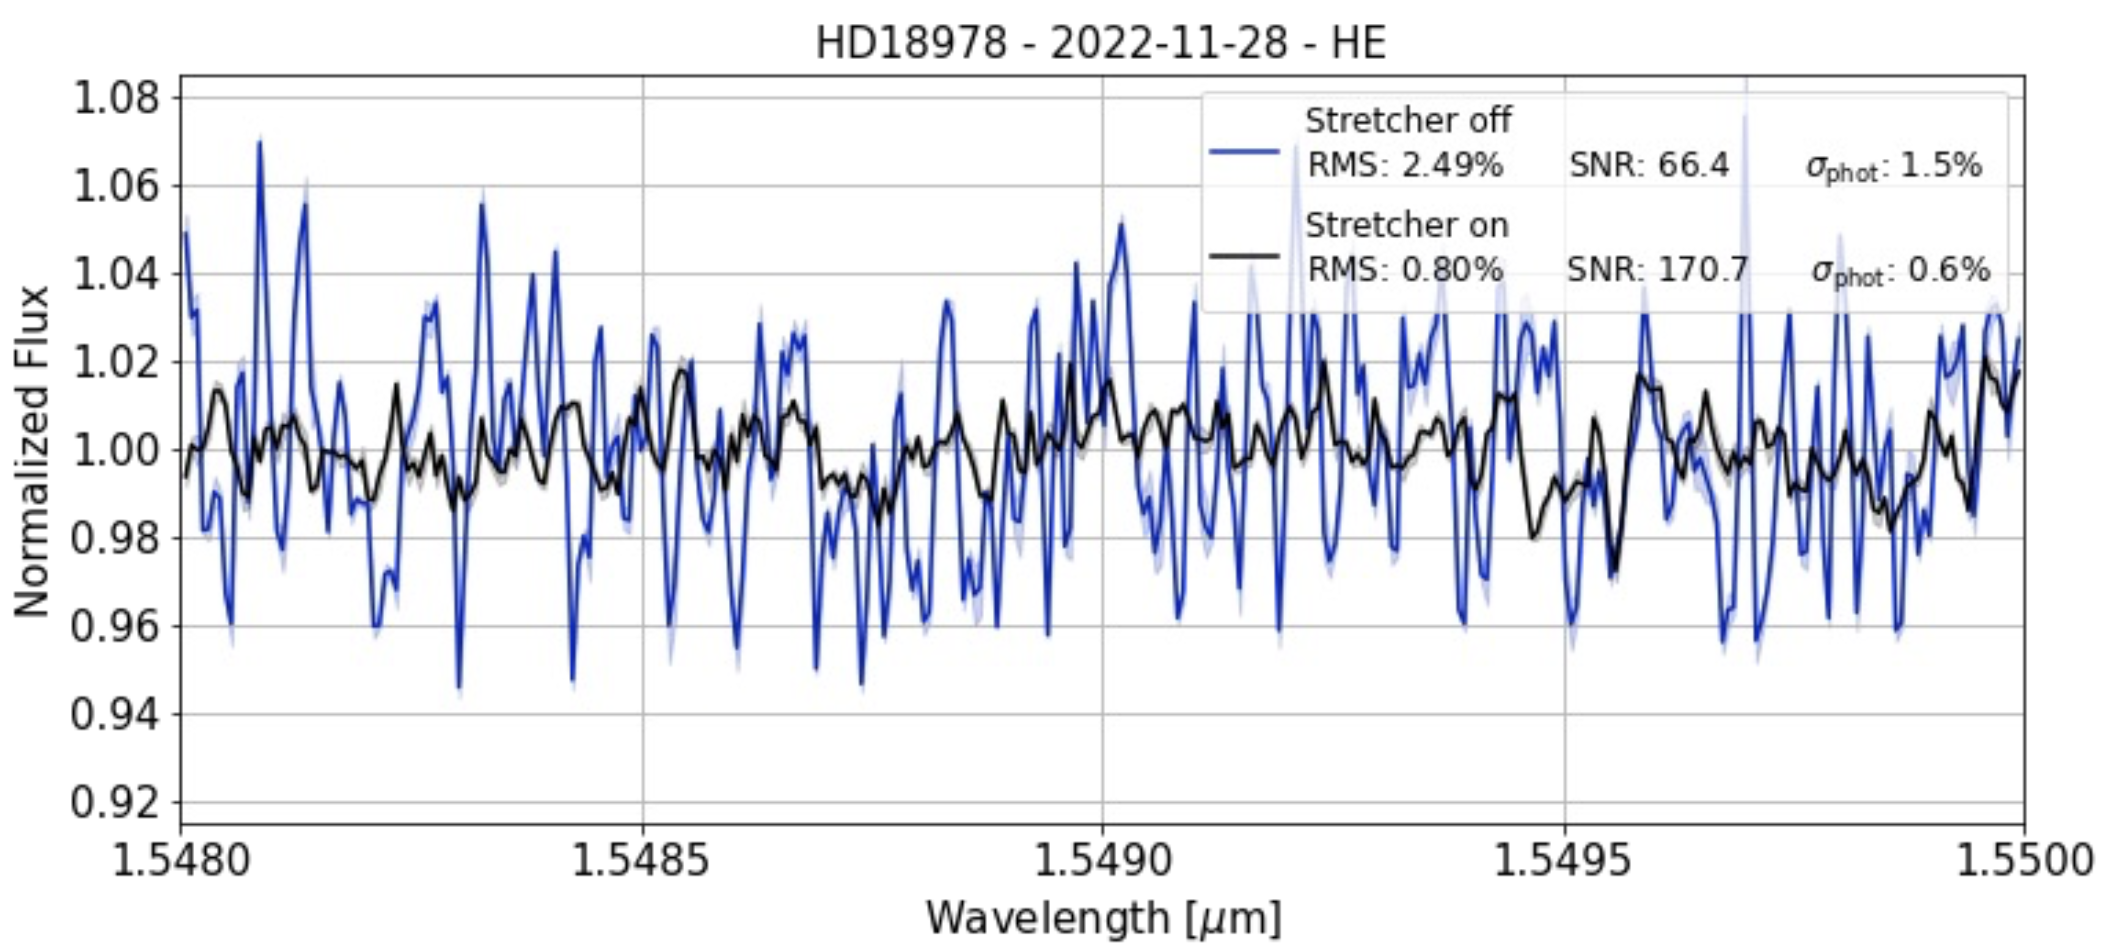 HD18978 - 2022-11-28 - HE
1.08
1.06
1.04
1.02
1.00
0.98
0.96
0.94
0.92
Normalized Flux
Stretcher off
RMS: 2.49% SNR: 66.4 σphot: 1.5%
Stretcher on
RMS: 0.80% SNR: 170.7 σphot: 0.6%
1.5480 1.5485 1.5490 1.5495 1.5500
Wavelength [μm]